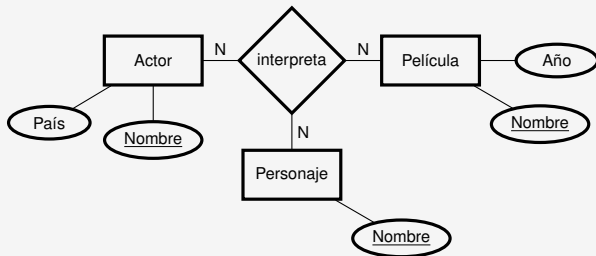 Actor
N
interpreta
N
Película
Año
País
Nombre
Nombre
N
Personaje
Nombre